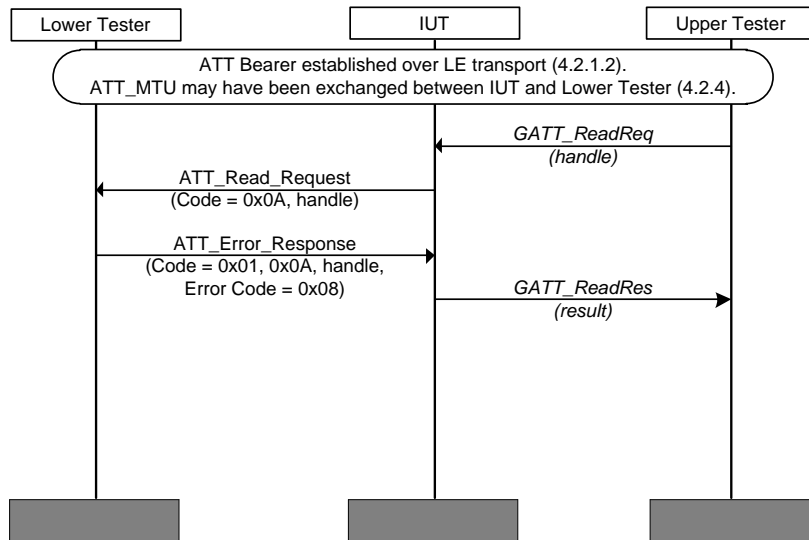 Lower Tester
IUT
Upper Tester
ATT Bearer established over LE transport (4.2.1.2).
ATT_MTU may have been exchanged between IUT and Lower Tester (4.2.4).
GATT_ReadReq
(handle)
ATT_Read_Request
(Code = 0x0A, handle)
ATT_Error_Response
(Code = 0x01, 0x0A, handle,
Error Code = 0x08)
GATT_ReadRes
(result)